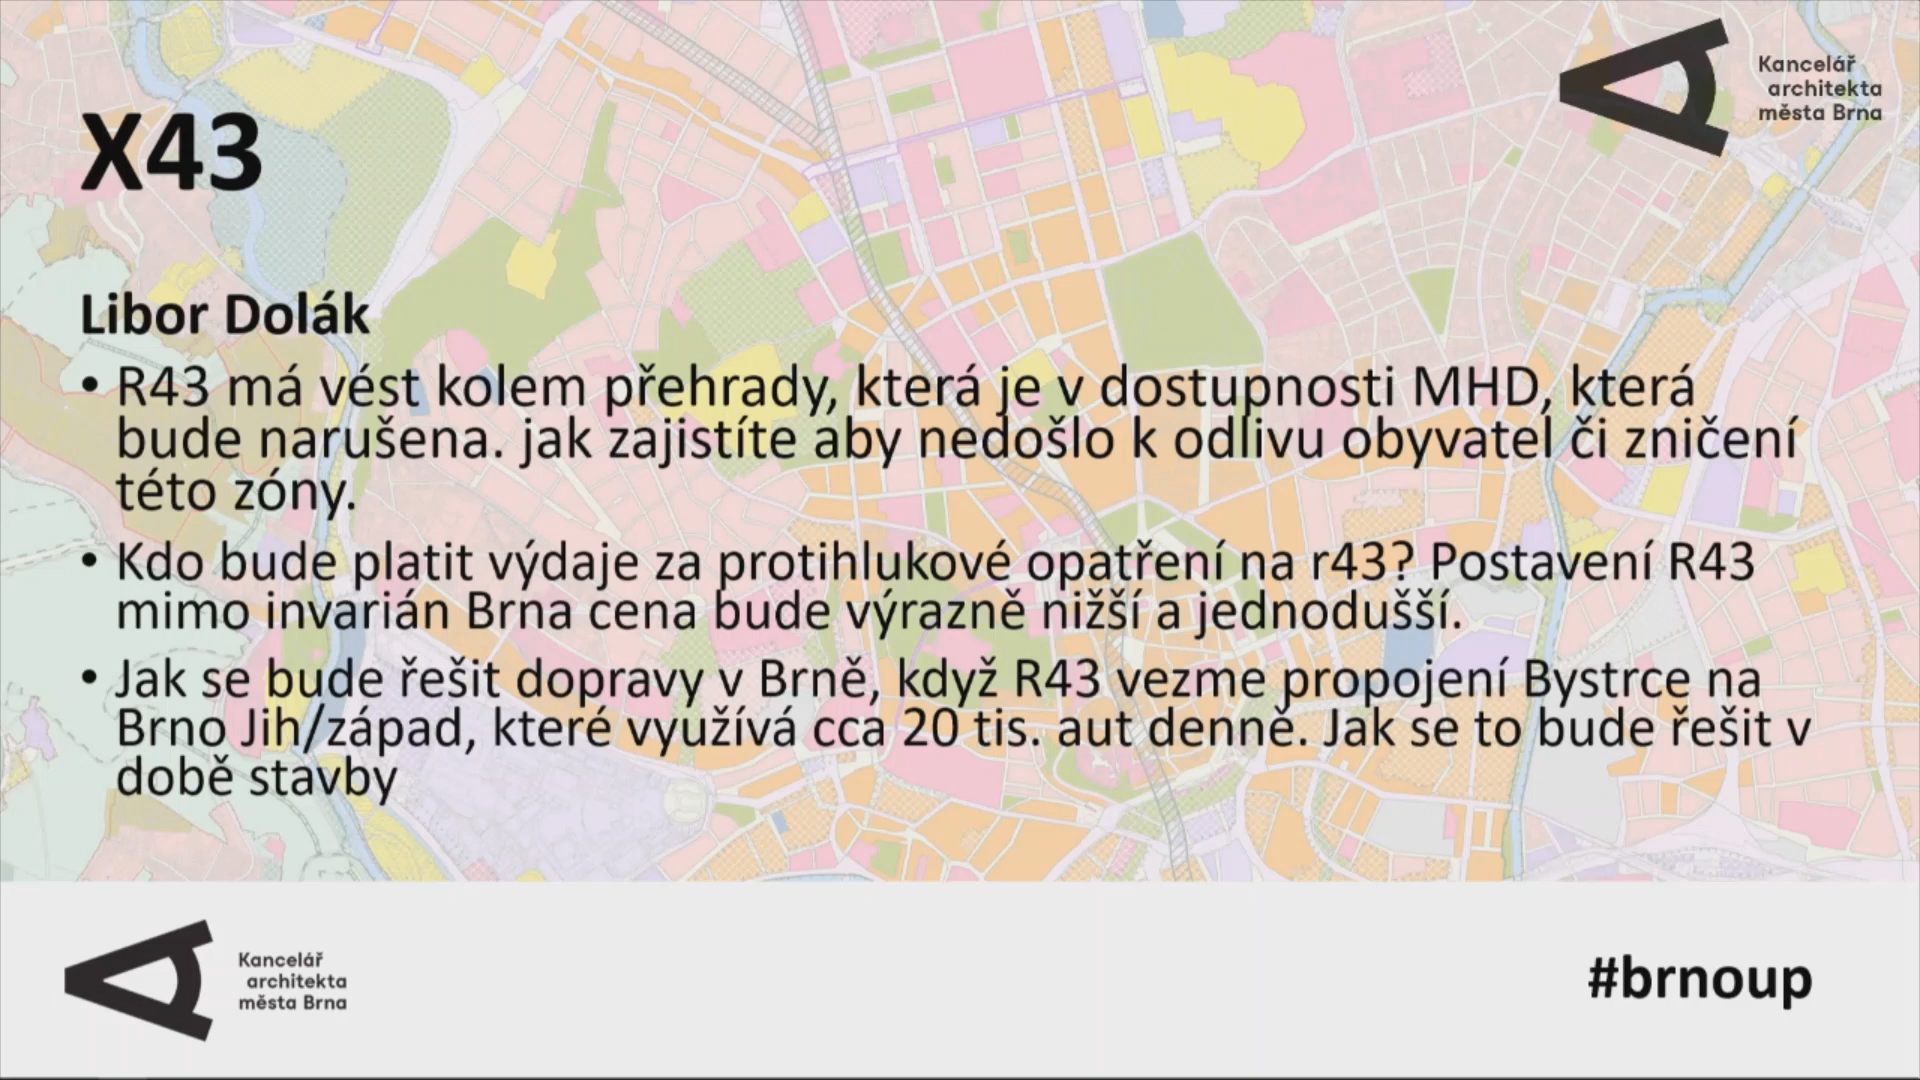 Kancelář
architekta
města Brna
X43
Libor Dolák
• R43 má vést kolem přehrady, která je v dostupnosti MHD, která
bude narušena. jak zajistíte aby nedošlo k odlivu obyvatel či zničení
této zóny.
• Kdo bude platit výdaje za protihlukové opatření na r43? Postavení R43
mimo invarián Brna cena bude výrazně nižší a jednodušší.
• Jak se bude řešit dopravy v Brně, když R43 vezme propojení Bystrce na
Brno Jih/západ, které využívá cca 20 tis. aut denně. Jak se to bude řešit v
době stavby
Kancelář
architekta
města Brna
#brnoup